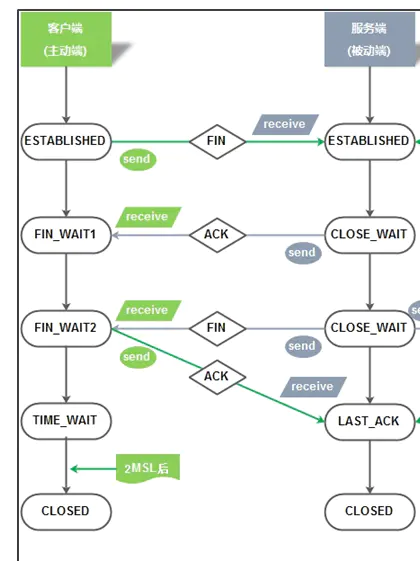 客户端
(主动端)
服务端
(被动端)
ESTABLISHED
send
FIN
receive
ESTABLISHED
FIN_WAIT1
receive
ACK
send
CLOSE_WAIT
FIN_WAIT2
receive
FIN
send
CLOSE_WAIT
send
ACK
receive
TIME_WAIT
LAST_ACK
2MSL后
CLOSED
CLOSED